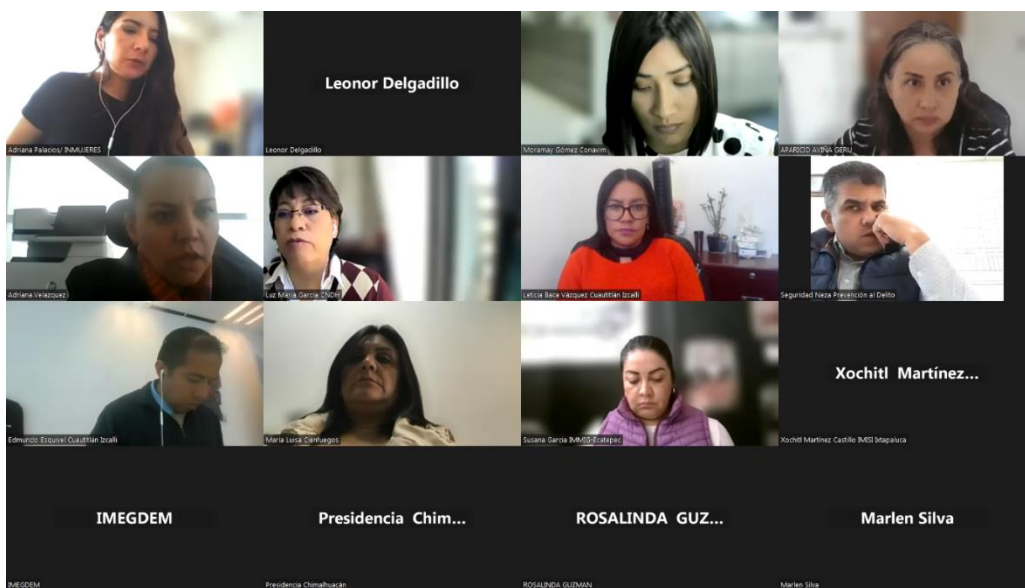 Adriana Palacios/ INMUJERES
Leonor Delgadillo
Leonor Delgadillo
Moramay Gómez Conavim
APARICIO AVIÑA GERU
Adriana Velazquez
Luz María García CNDH
Leticia Baca Vázquez Cuautitlán Izcalli
Seguridad Neza Prevención al Delito
Edmundo Esquivel Cuautitlán Izcalli
Maria Luisa Cienfuegos
Susana Garcia IMMIG-Ecatepec
Xochitl Martínez...
Xochitl Martínez Castillo IMISI Ixtapaluca
IMEGDEM
IMEGDEM
Presidencia Chim...
Presidencia Chimalhuacán
ROSALINDA GUZ...
ROSALINDA GUZMAN
Marlen Silva
Marlen Silva